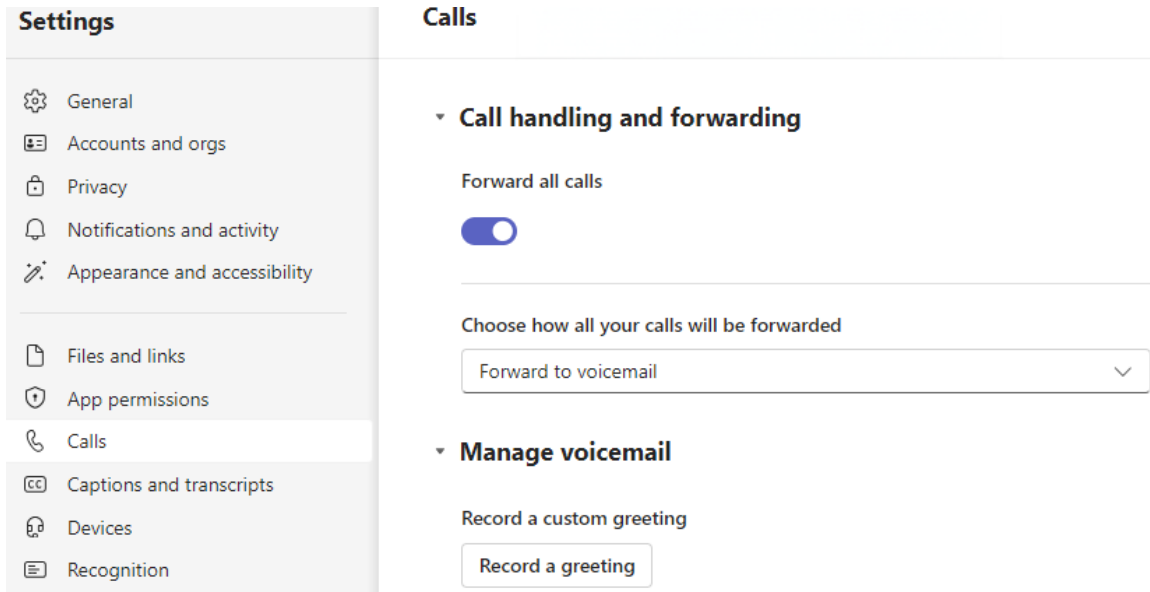 Settings
General
Accounts and orgs
Privacy
Notifications and activity
Appearance and accessibility
Files and links
App permissions
Calls
CC Captions and transcripts
Devices
Recognition
Calls
Call handling and forwarding
Forward all calls
Choose how all your calls will be forwarded
Forward to voicemail
Manage voicemail
Record a custom greeting
Record a greeting